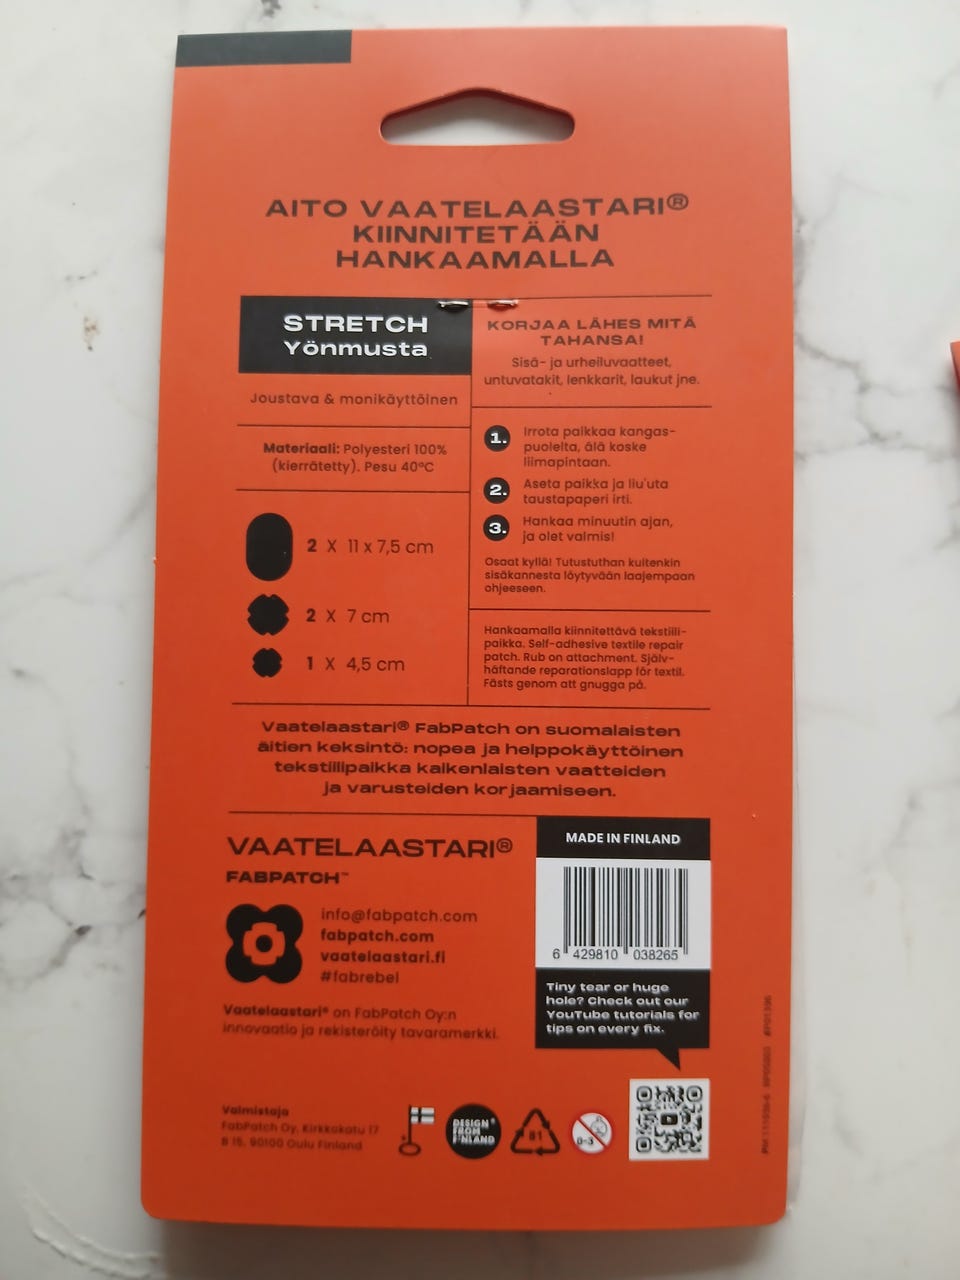 AITO VAATELAASTARI®
KIINNITETÄÄN
HANKAAMALLA
STRETCH
Yönmusta
Joustava & monikäyttöinen
Materiaali: Polyesteri 100%
(kierrätetty). Pesu 40°C
2 X 11 x 7,5 cm
2 X 7 cm
1 X 4,5 cm
KORJAA LÄHES MITÄ
TAHANSA!
Sisä- ja urheiluvaatteet,
untuvatakit, lenkkarit, laukut jne.
1. Irrota paikkaa kangas-
puolelta, älä koske
liimapintaan.
2. Aseta paikka ja liu'uta
taustapaperi irti.
3. Hankaa minuutin ajan,
ja olet valmis!
Osaat kyllä! Tutustuthan kuitenkin
sisäkannesta löytyvään laajempaan
ohjeeseen.
Hankaamalla kiinnitettävä tekstiili-
paikka. Self-adhesive textile repair
patch. Rub on attachment. Själv-
häftande reparationslapp för textil.
Fästs genom att gnugga på.
Vaatelaastari® FabPatch on suomalaisten
äitien keksintö: nopea ja helppokäyttöinen
tekstiilipaikka kaikenlaisten vaatteiden
ja varusteiden korjaamiseen.
VAATELAASTARI®
FABPATCH™
info@fabpatch.com
fabpatch.com
vaatelaastari.fi
#fabrebel
Vaatelaastari® on FabPatch Oy:n
innovaatio ja rekisteröity tavaramerkki.
MADE IN FINLAND
6 429810 038265
Tiny tear or huge
hole? Check out our
YouTube tutorials for
tips on every fix.
Valmistaja
FabPatch Oy, Kirkkokatu 17
B 15, 90100 Oulu Finland
DESIGN
FROM
FINLAND
81
0-3